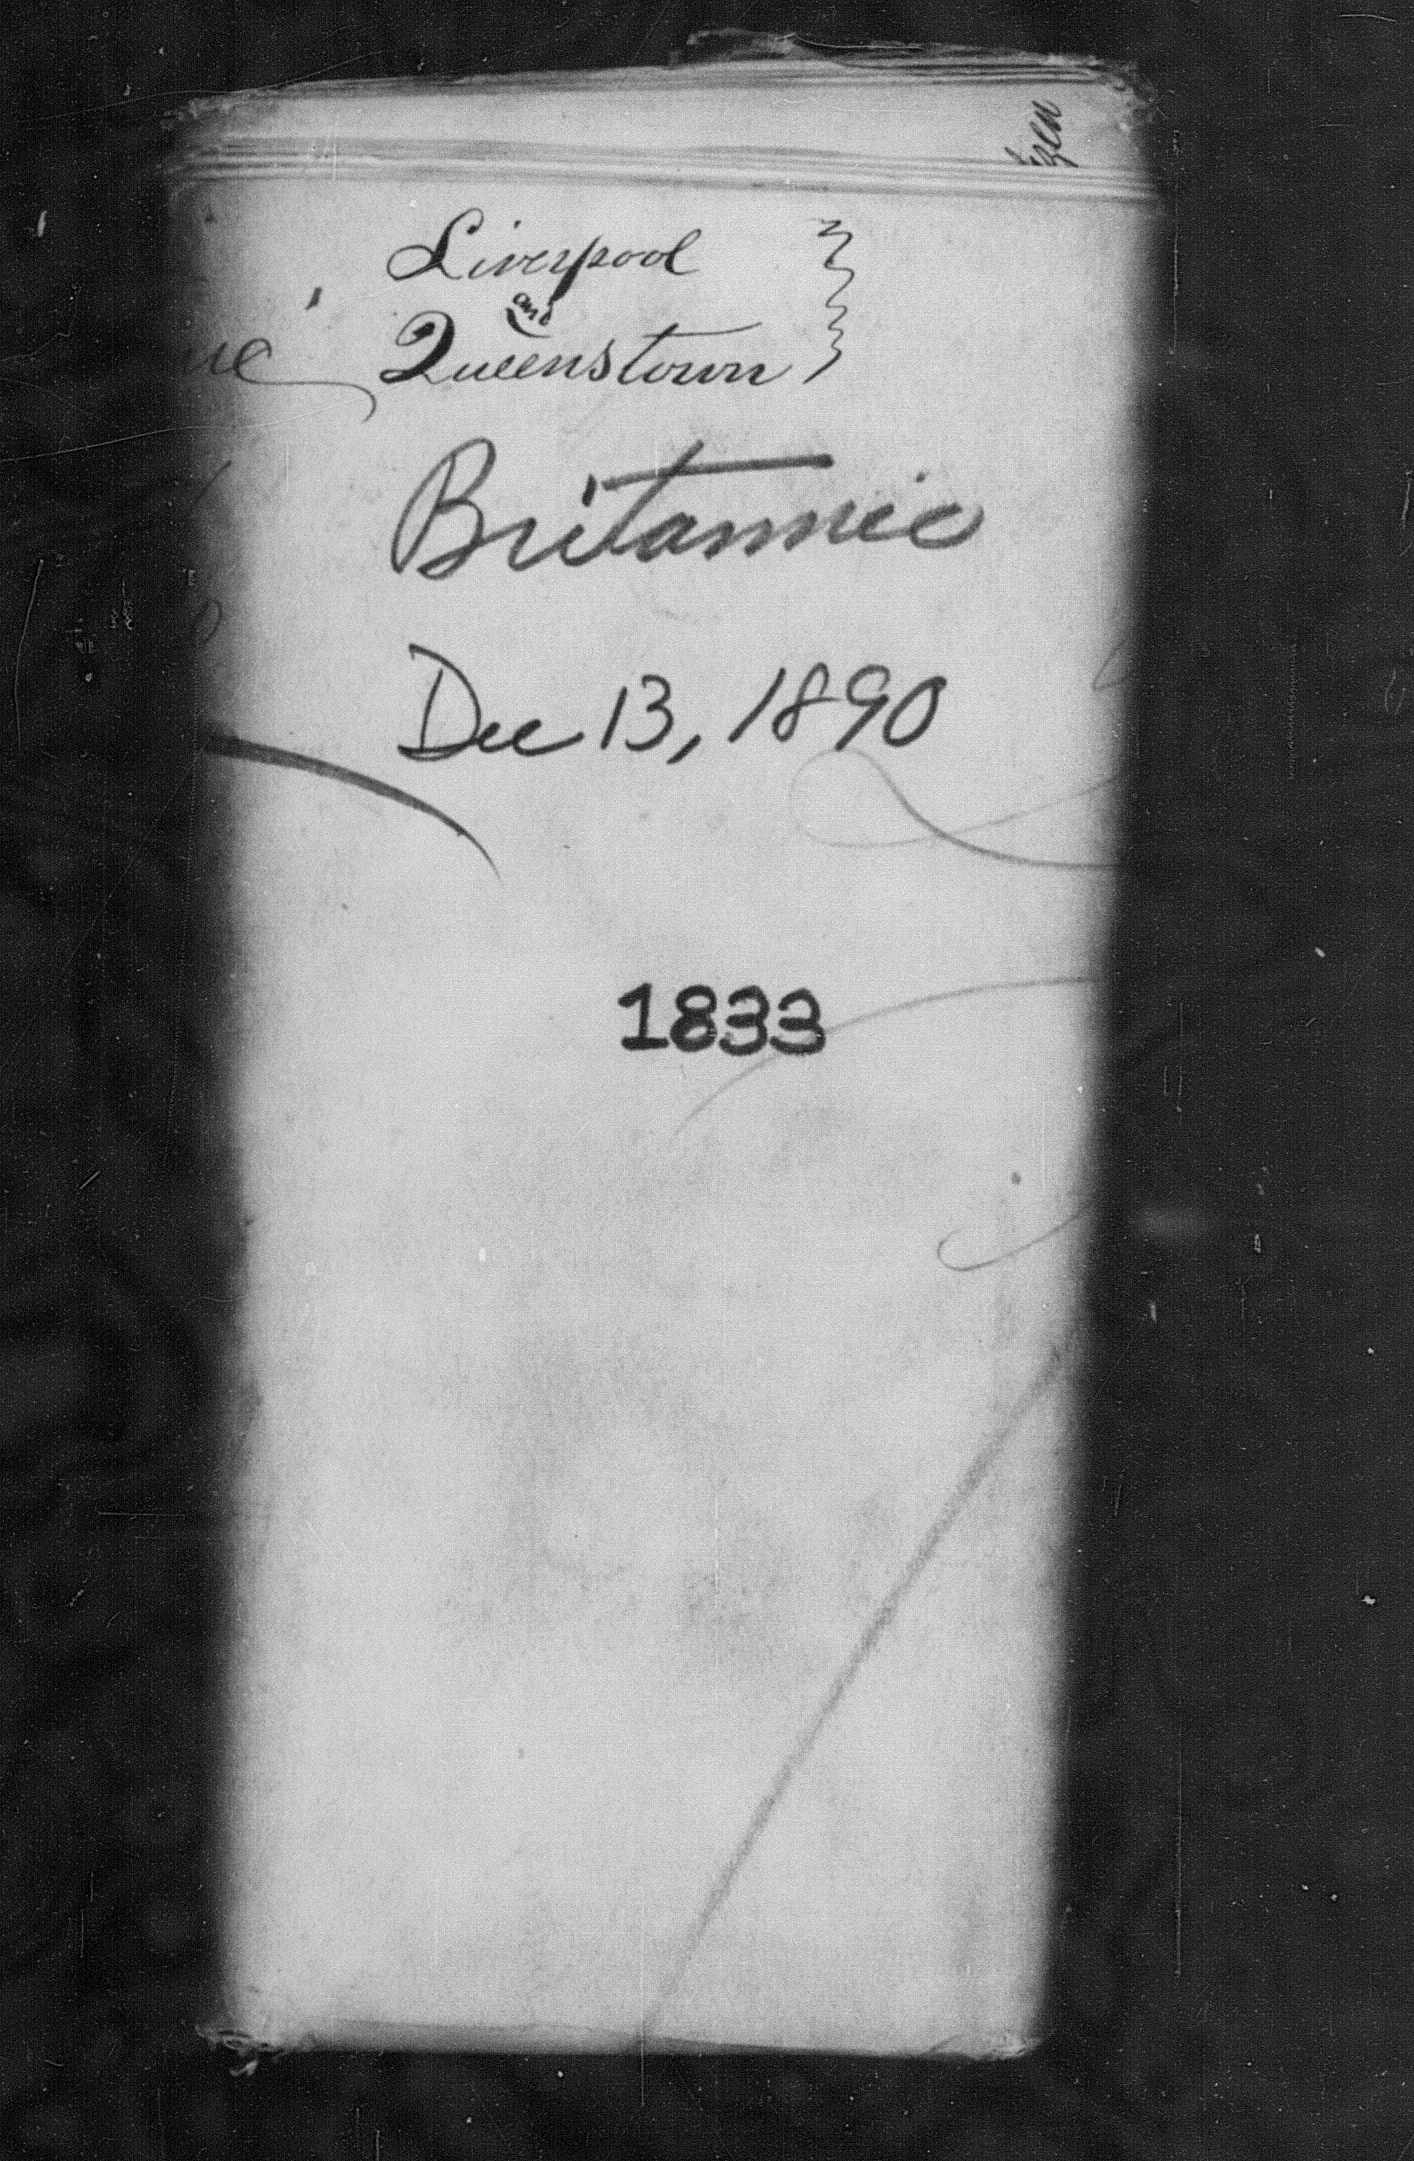 Liverpool
and
Queenstown
Britannic
Dec 13, 1890
1833